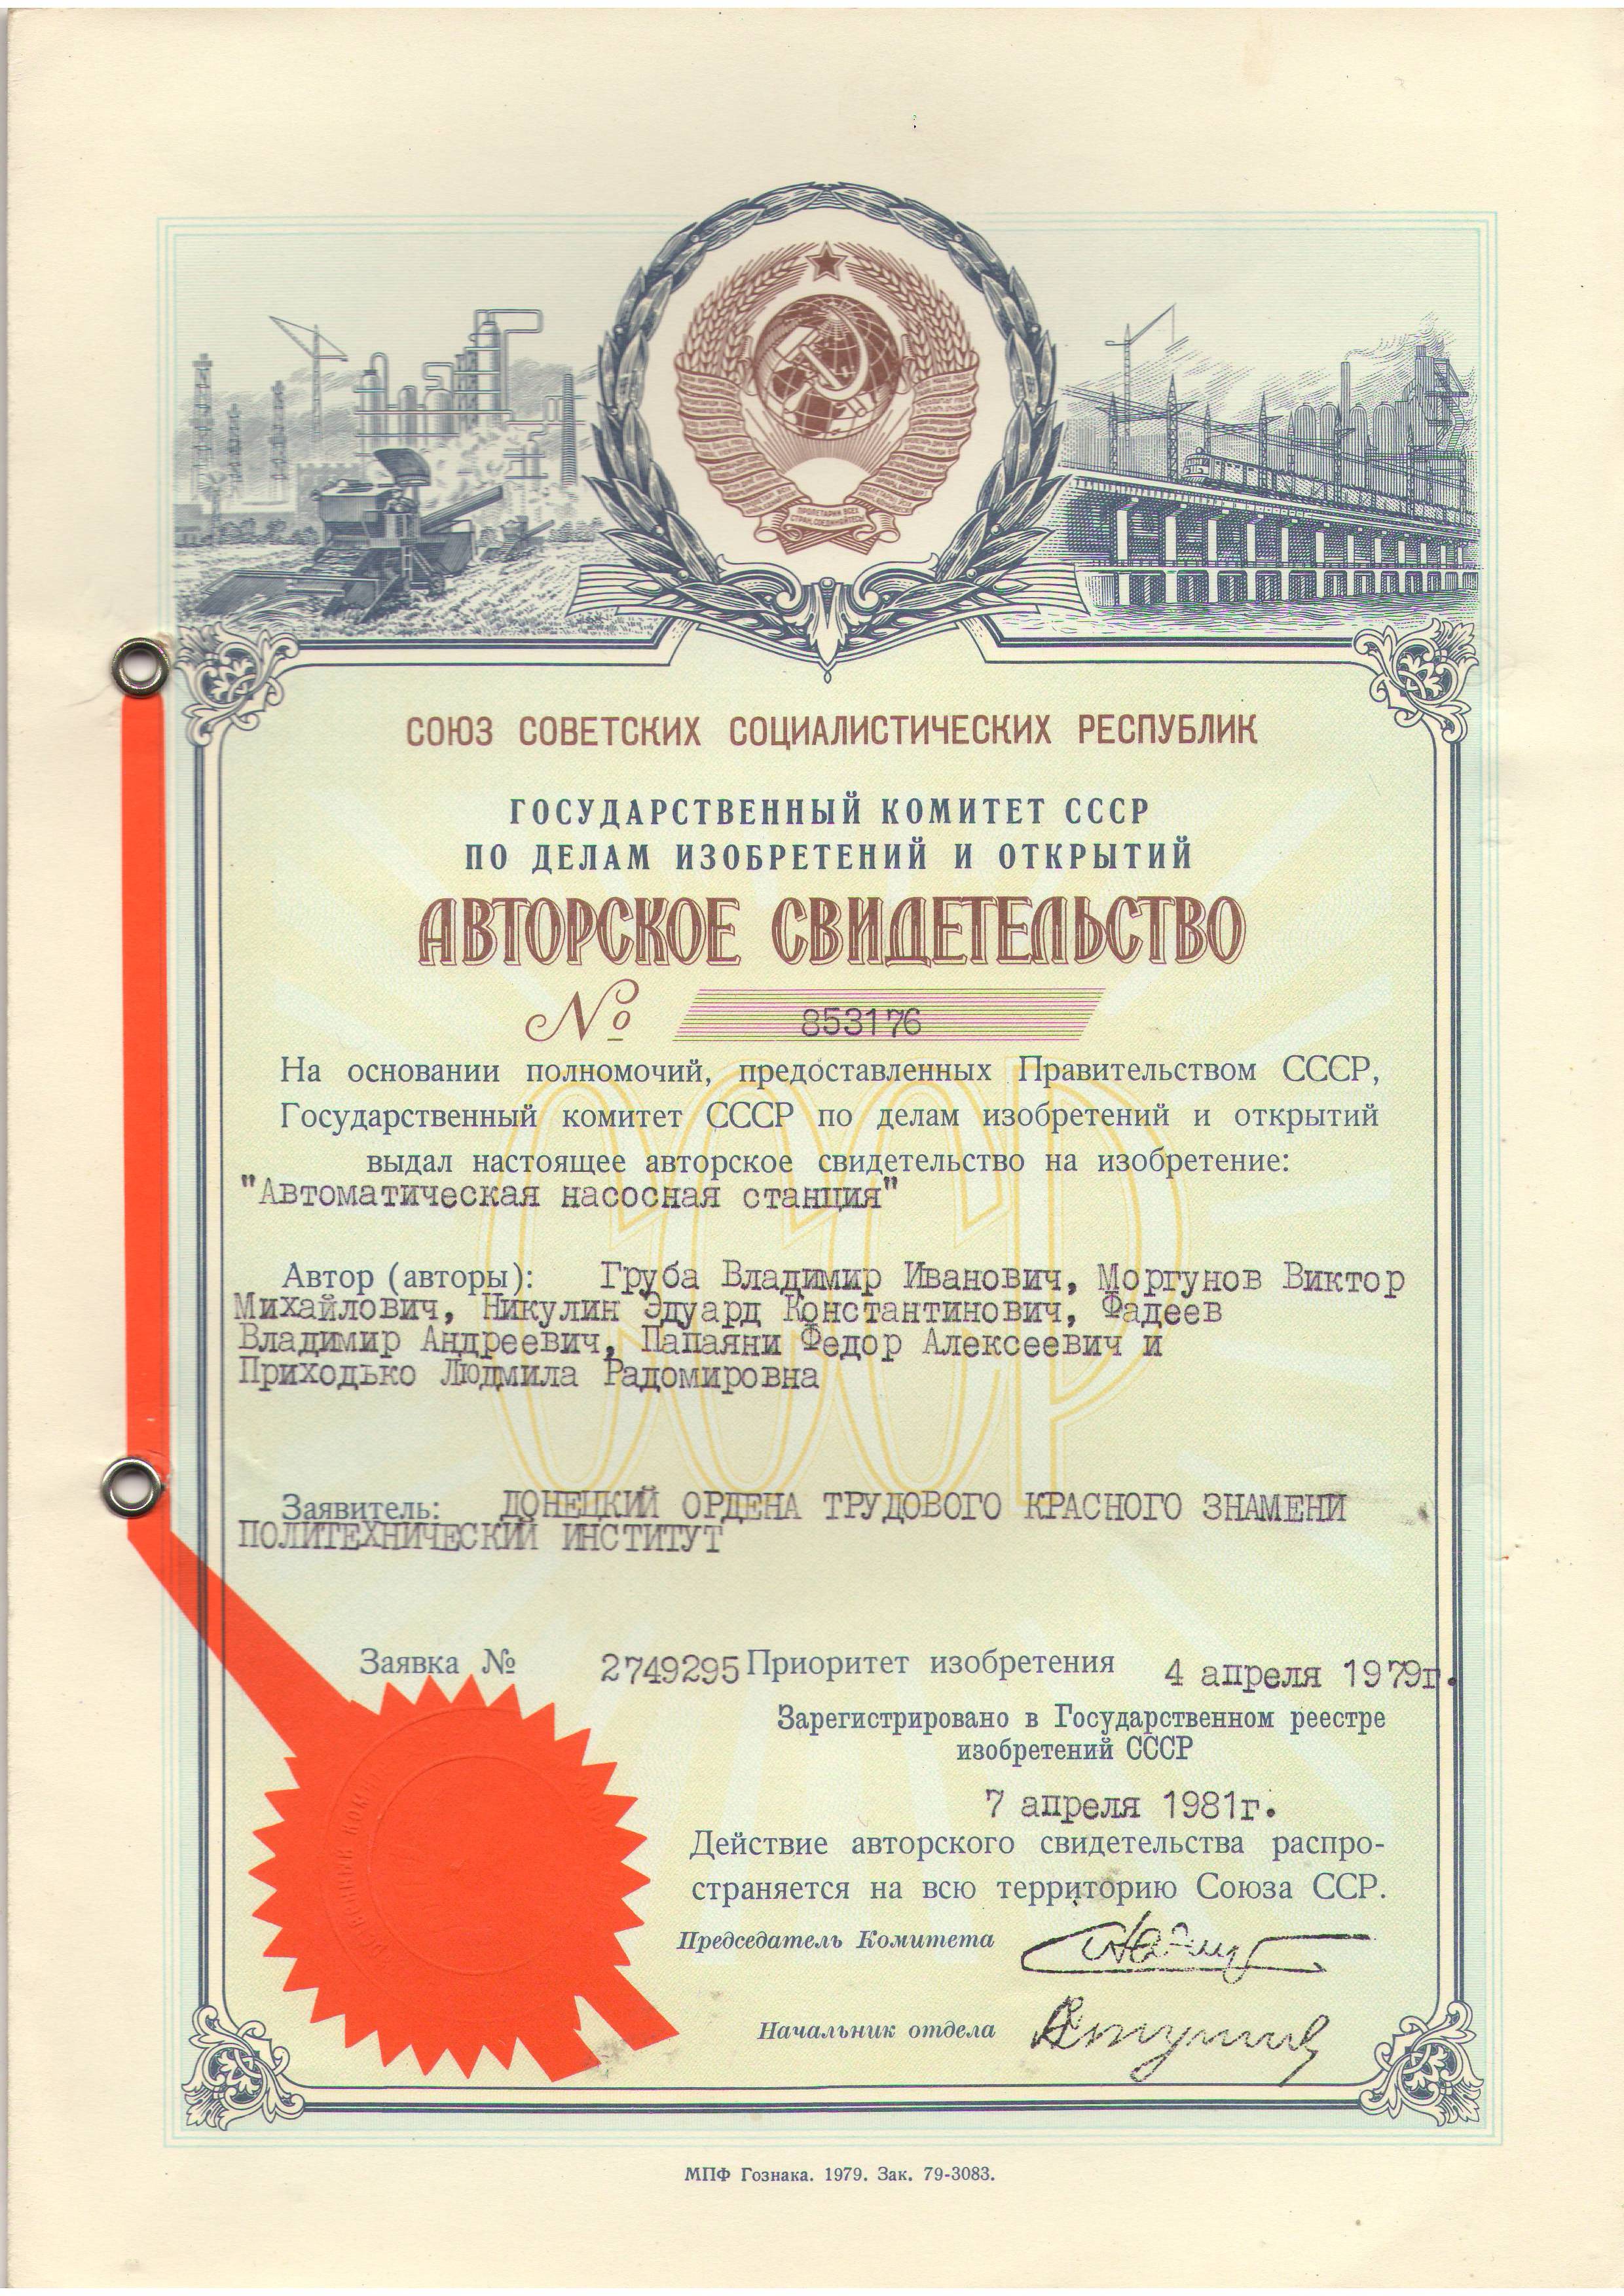 ПРОЛЕТАРИИ ВСЕХ
СТРАН, СОЕДИНЯЙТЕСЬ!
СОЮЗ СОВЕТСКИХ СОЦИАЛИСТИЧЕСКИХ РЕСПУБЛИК
ГОСУДАРСТВЕННЫЙ КОМИТЕТ СССР
ПО ДЕЛАМ ИЗОБРЕТЕНИЙ И ОТКРЫТИЙ
АВТОРСКОЕ СВИДЕТЕЛЬСТВО
№ 853176
На основании полномочий, предоставленных Правительством СССР,
Государственный комитет СССР по делам изобретений и открытий
выдал настоящее авторское свидетельство на изобретение:
"Автоматическая насосная станция"
Автор (авторы): Груба Владимир Иванович, Моргунов Виктор
Михайлович, Никулин Эдуард Константинович, Фадеев
Владимир Андреевич, Папаяни Федор Алексеевич и
Приходько Людмила Радомировна
СССР
Заявитель: ДОНЕЦКИЙ ОРДЕНА ТРУДОВОГО КРАСНОГО ЗНАМЕНИ
ПОЛИТЕХНИЧЕСКИЙ ИНСТИТУТ
Заявка № 2749295 Приоритет изобретения 4 апреля 1979г.
Зарегистрировано в Государственном реестре
изобретений СССР
7 апреля 1981г.
Действие авторского свидетельства распро-
страняется на всю территорию Союза ССР.
Председатель Комитета
Начальник отдела
МПФ Гознака. 1979. Зак. 79-3083.